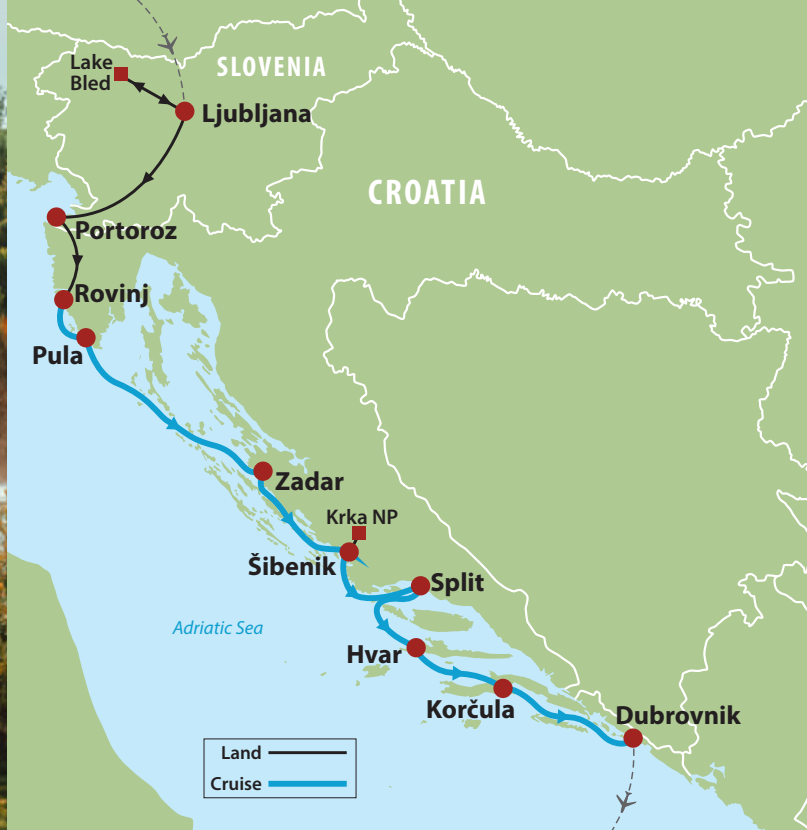 SLOVENIA
Lake
Bled
Ljubljana
CROATIA
Portoroz
Rovinj
Pula
Zadar
Krka NP
Šibenik
Split
Adriatic Sea
Hvar
Korčula
Dubrovnik
Land
Cruise